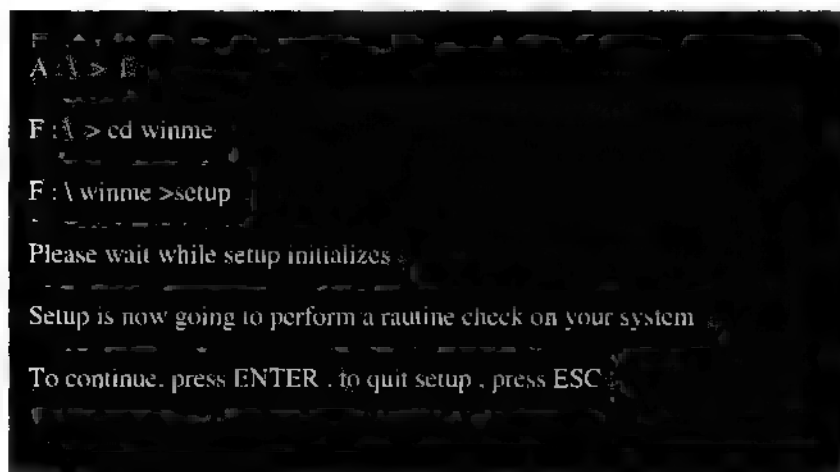 A:\>
F:\ > cd winme
F:\ winme >setup
Please wait while setup initializes
Setup is now going to perform a rautine check on your system
To continue. press ENTER . to quit setup , press ESC